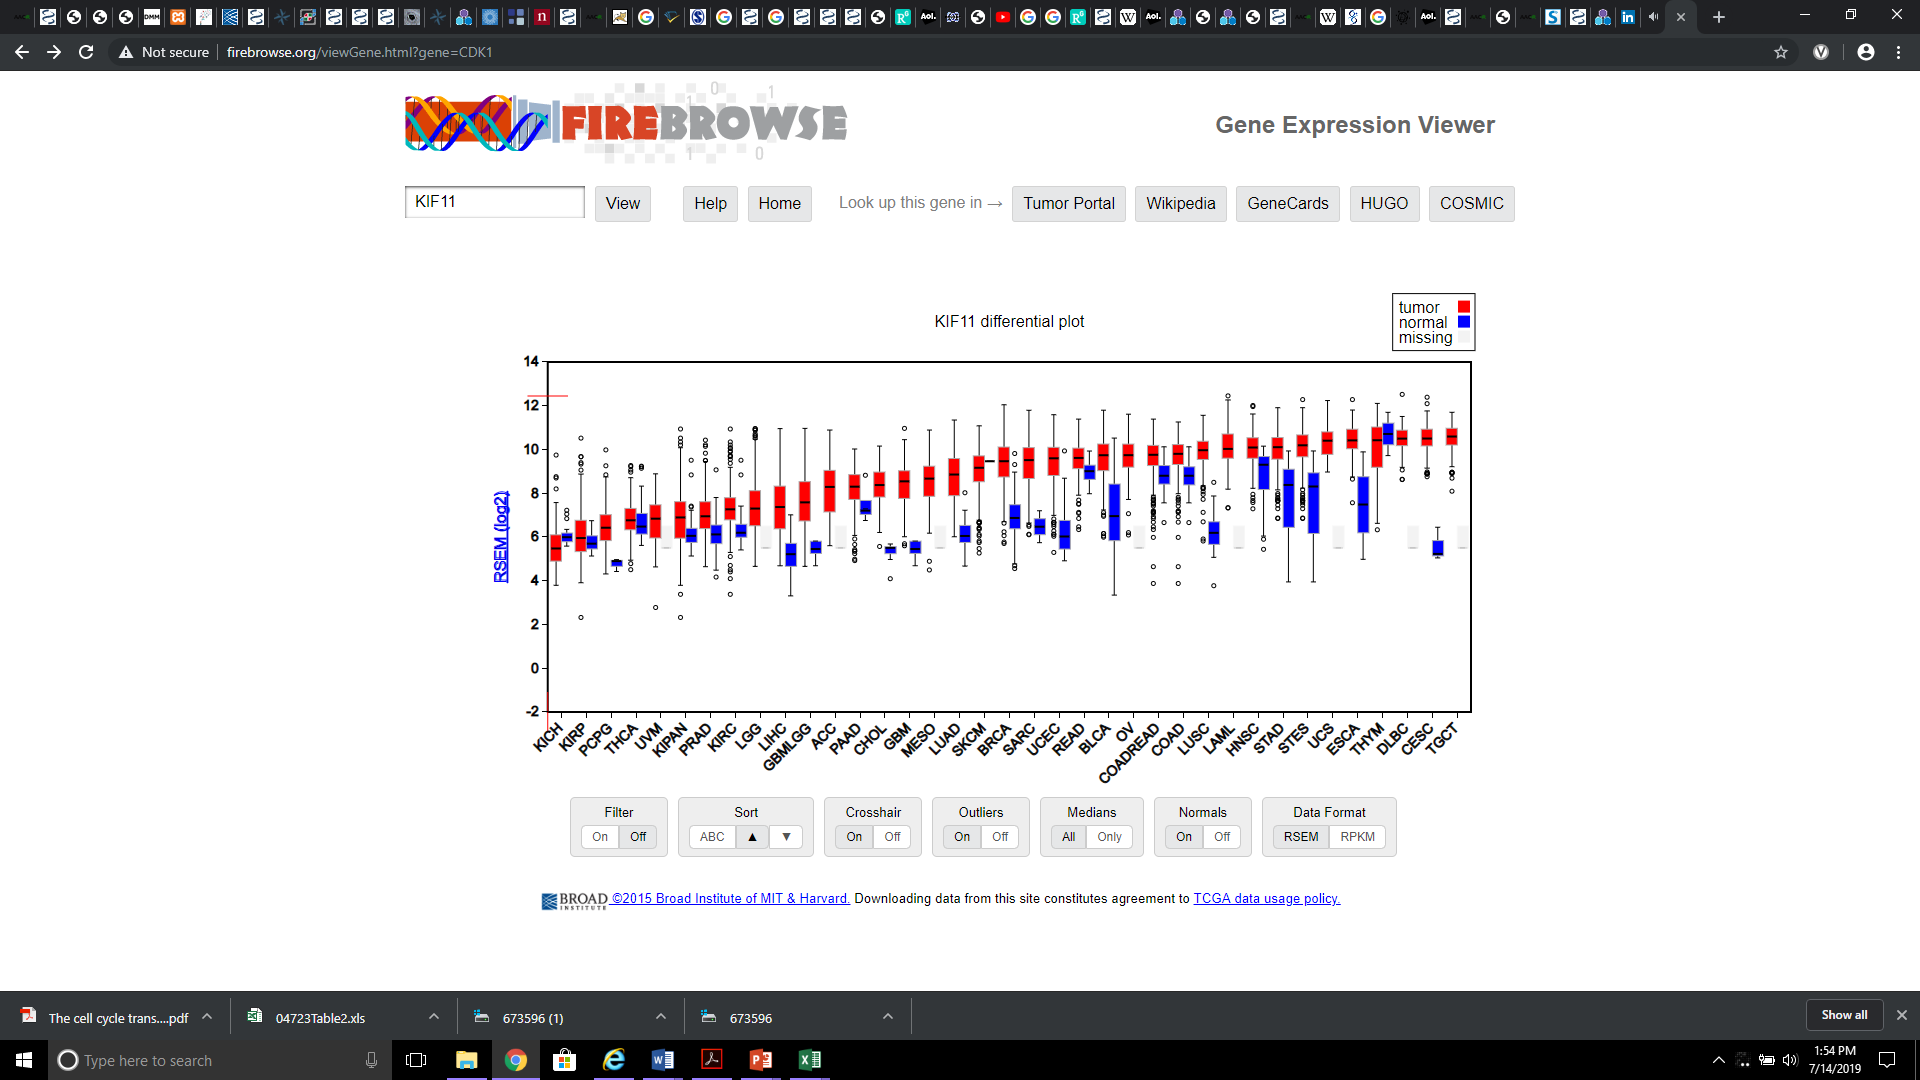 Not secure
firebrowse.org/viewGene.html?gene=CDK1
FIREBROWSE
Gene Expression Viewer
KIF11
View
Help
Home
Look up this gene in →
Tumor Portal
Wikipedia
GeneCards
HUGO
COSMIC
tumor
normal
missing
KIF11 differential plot
RSEM (log2)
14
12
10
8
6
4
2
0
-2
KICH
KIRP
PCPG
THCA
UVM
KIPAN
PRAD
KIRC
LGG
LIHC
GBMLGG
ACC
PAAD
CHOL
GBM
MESO
LUAD
SKCM
BRCA
SARC
UCEC
READ
BLCA
OV
COADREAD
COAD
LUSC
LAML
HNSC
STAD
STES
UCS
ESCA
THYM
DLBC
CESC
TGCT
Filter
On Off
Sort
ABC ▲ ▼
Crosshair
On Off
Outliers
On Off
Medians
All Only
Normals
On Off
Data Format
RSEM RPKM
BROAD INSTITUTE ©2015 Broad Institute of MIT & Harvard. Downloading data from this site constitutes agreement to TCGA data usage policy.
The cell cycle trans....pdf
04723Table2.xls
673596 (1)
673596
Show all
Type here to search
1:54 PM
7/14/2019